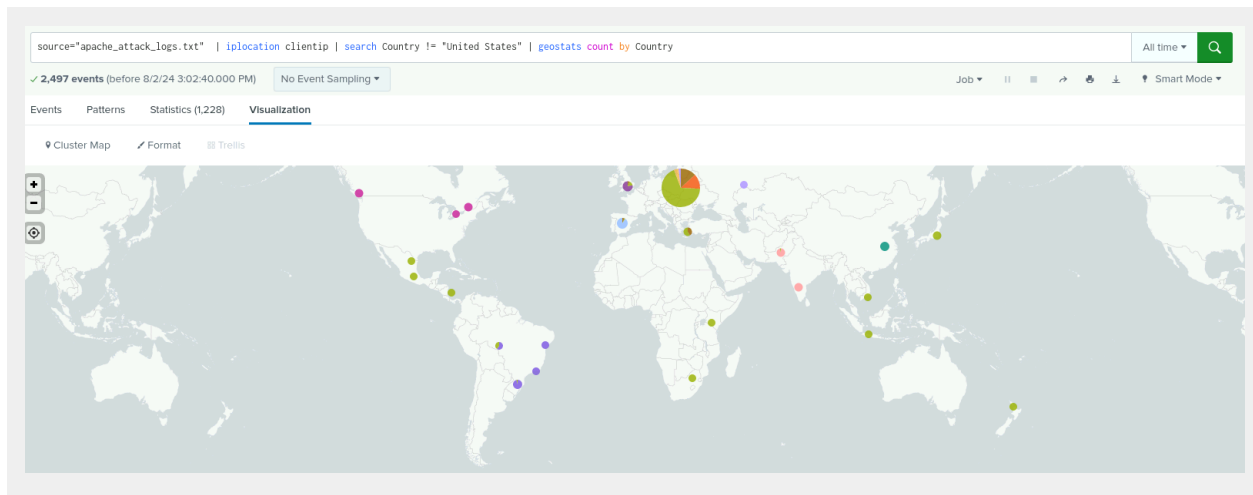 source="apache_attack_logs.txt"  | iplocation clientip | search Country != "United States" | geostats count by Country
All time
2,497 events (before 8/2/24 3:02:40.000 PM)
No Event Sampling
Job
Smart Mode
Events
Patterns
Statistics (1,228)
Visualization
Cluster Map
Format
Trellis
+
−